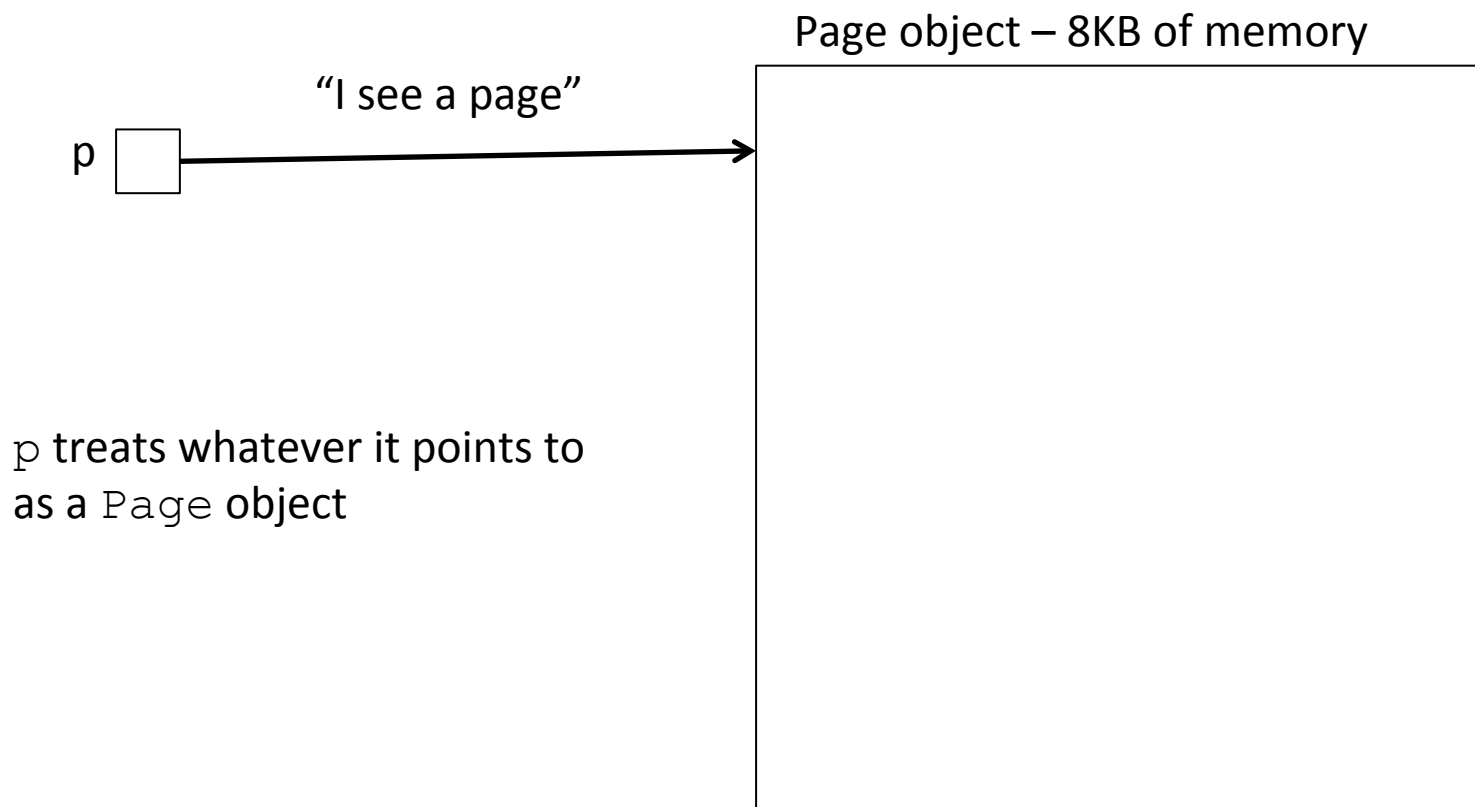 Page object – 8KB of memory
“I see a page”
p
p treats whatever it points to
as a Page object